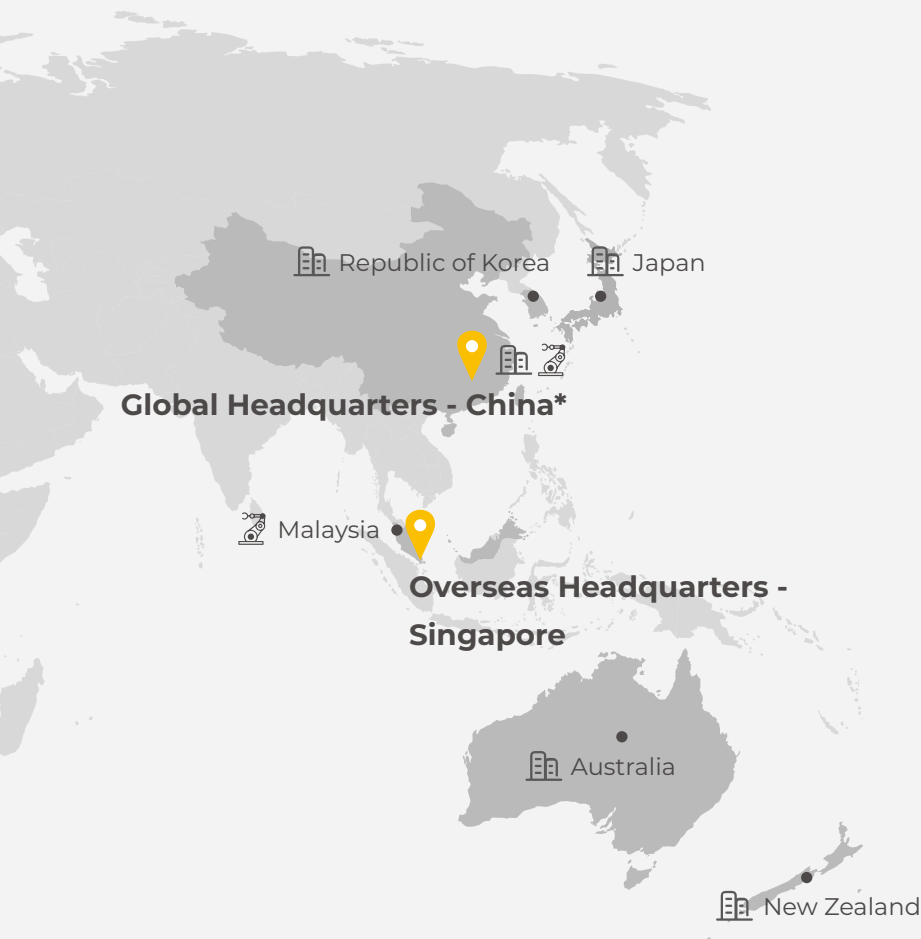 Republic of Korea
Japan
Global Headquarters - China*
Malaysia
Overseas Headquarters -
Singapore
Australia
New Zealand